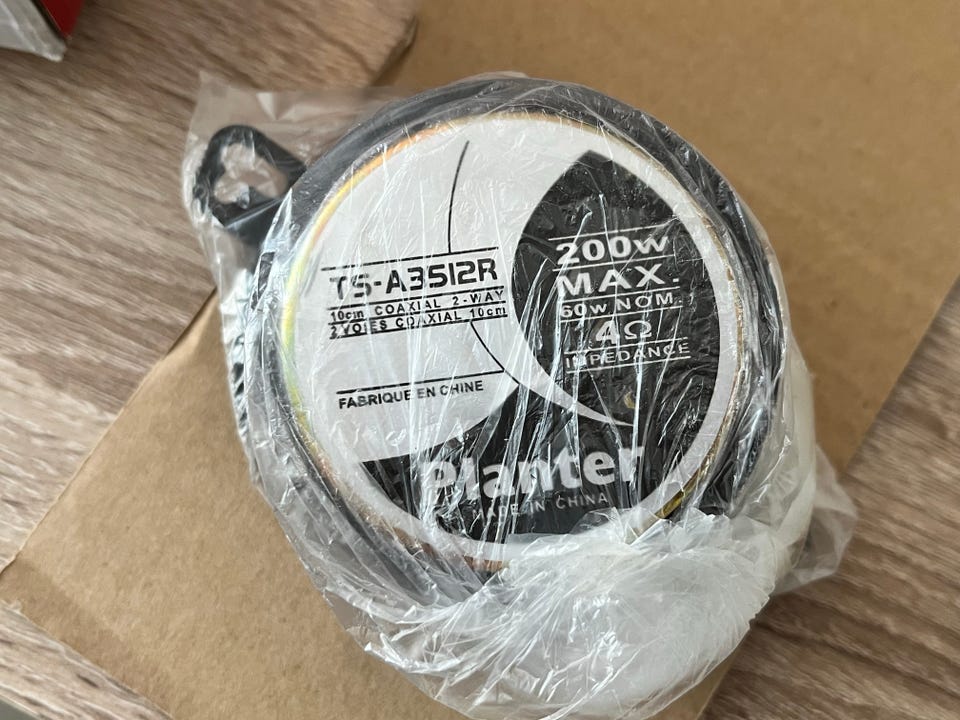 TS-A3512R
10cm COAXIAL 2-WAY
2 VOIES COAXIAL 10cm
FABRIQUE EN CHINE
200w
MAX.
60w NOM.
4Ω
IMPEDANCE
Planter
MADE IN CHINA